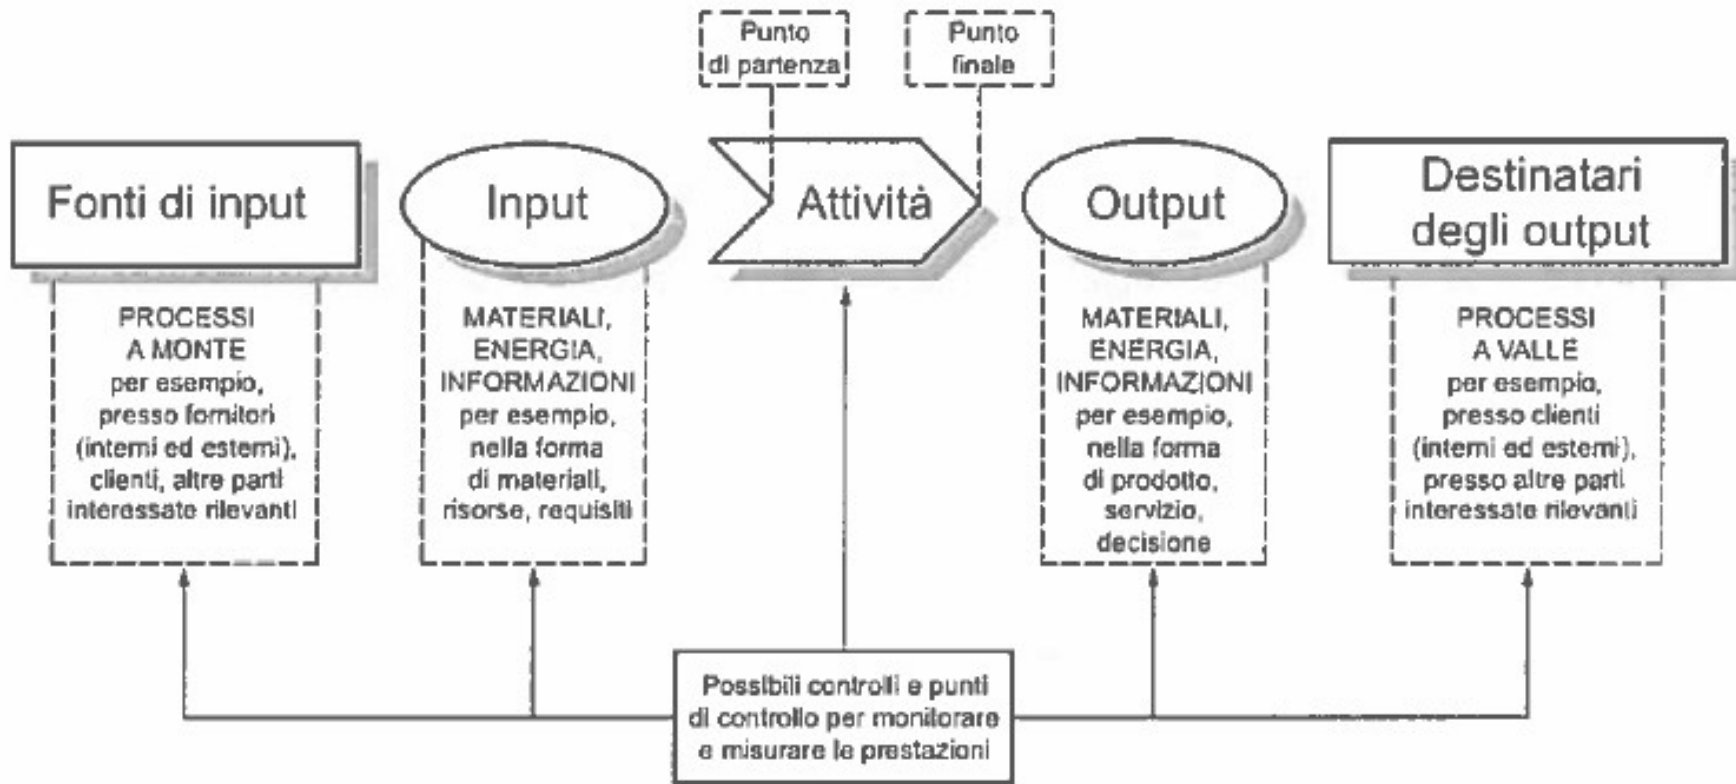 Punto
di partenza
Punto
finale
Fonti di input
Input
Attività
Output
Destinatari
degli output
PROCESSI
A MONTE
per esempio,
presso fornitori
(interni ed esterni),
clienti, altre parti
interessate rilevanti
MATERIALI,
ENERGIA,
INFORMAZIONI
per esempio,
nella forma
di materiali,
risorse, requisiti
MATERIALI,
ENERGIA,
INFORMAZIONI
per esempio,
nella forma
di prodotto,
servizio,
decisione
PROCESSI
A VALLE
per esempio,
presso clienti
(interni ed esterni),
presso altre parti
interessate rilevanti
Possibili controlli e punti
di controllo per monitorare
e misurare le prestazioni